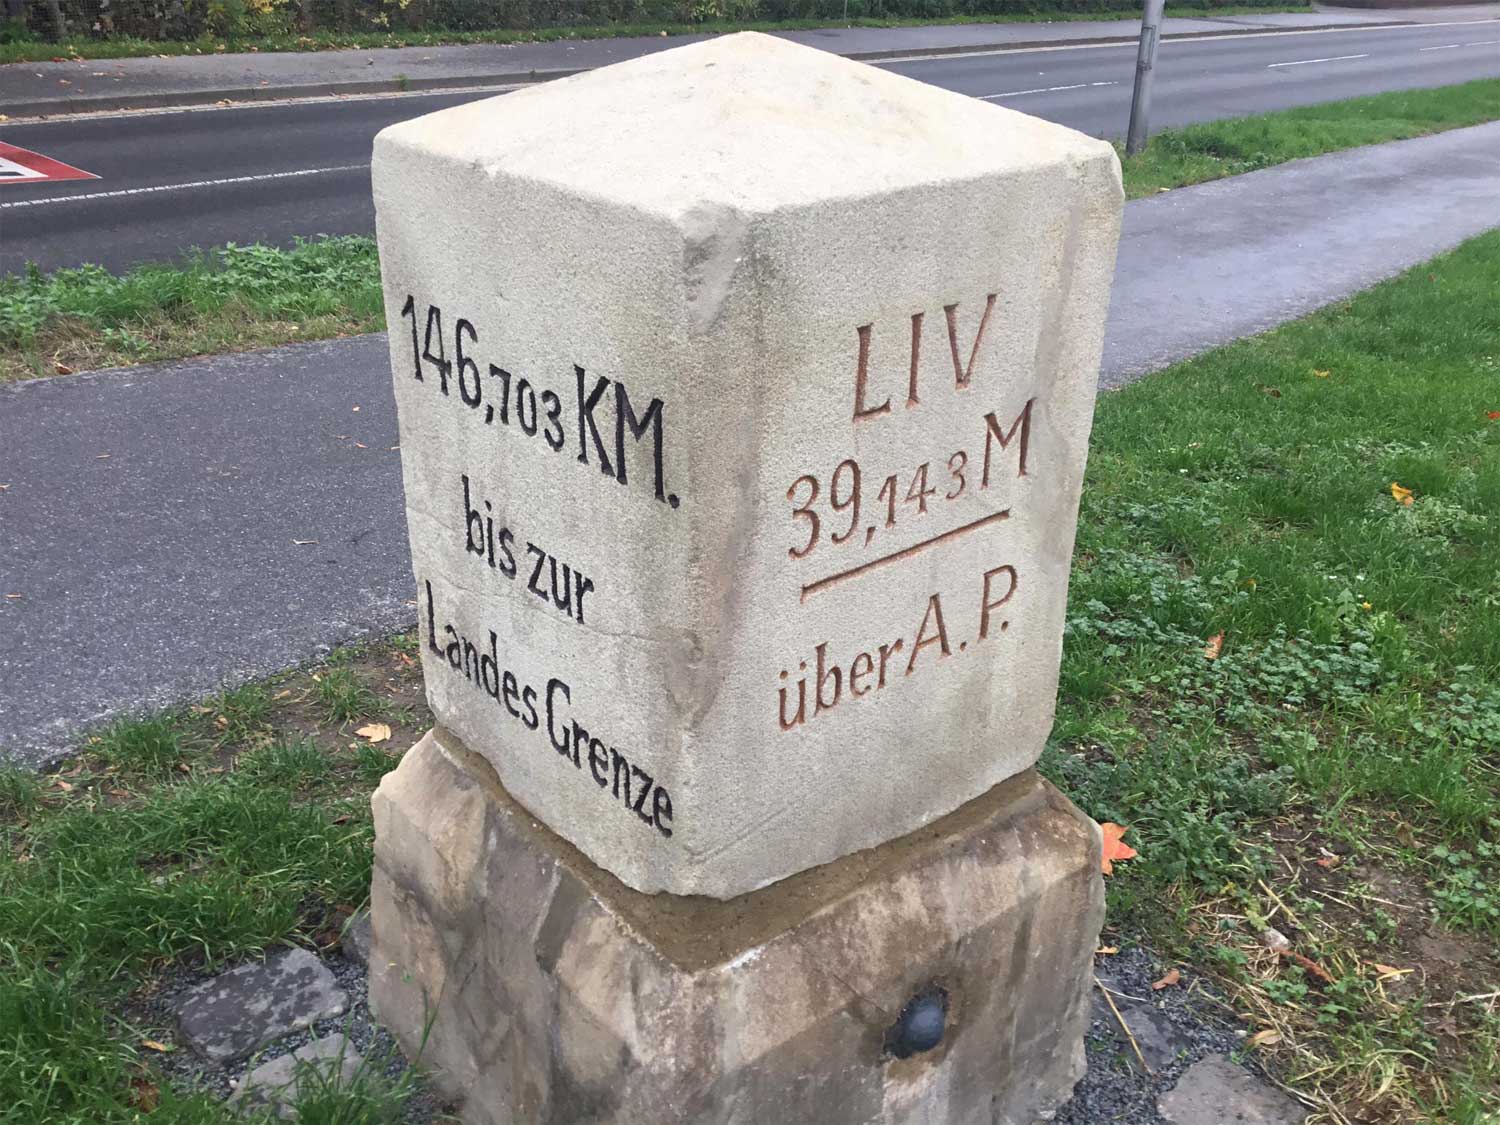 146,703 KM.
bis zur
Landes Grenze
LIV
39,143 M
über A.P.